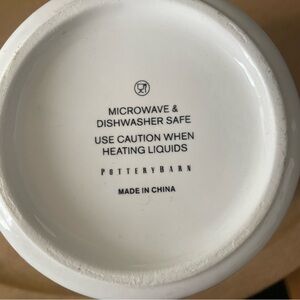 MICROWAVE &
DISHWASHER SAFE
USE CAUTION WHEN
HEATING LIQUIDS
POTTERYBARN
MADE IN CHINA